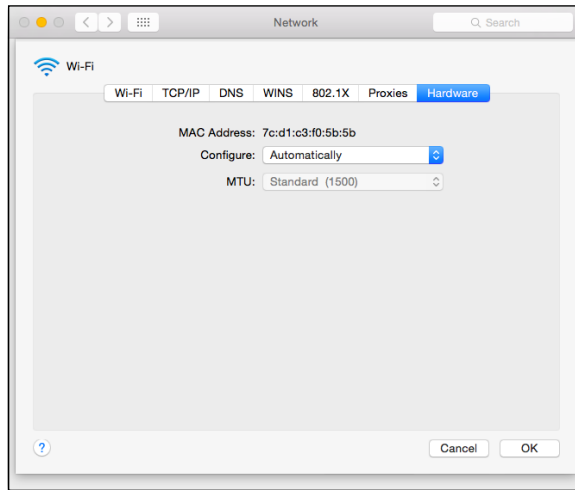 Network
Search
Wi-Fi
Wi-Fi TCP/IP DNS WINS 802.1X Proxies Hardware
MAC Address: 7c:d1:c3:f0:5b:5b
Configure: Automatically
MTU: Standard (1500)
? Cancel OK